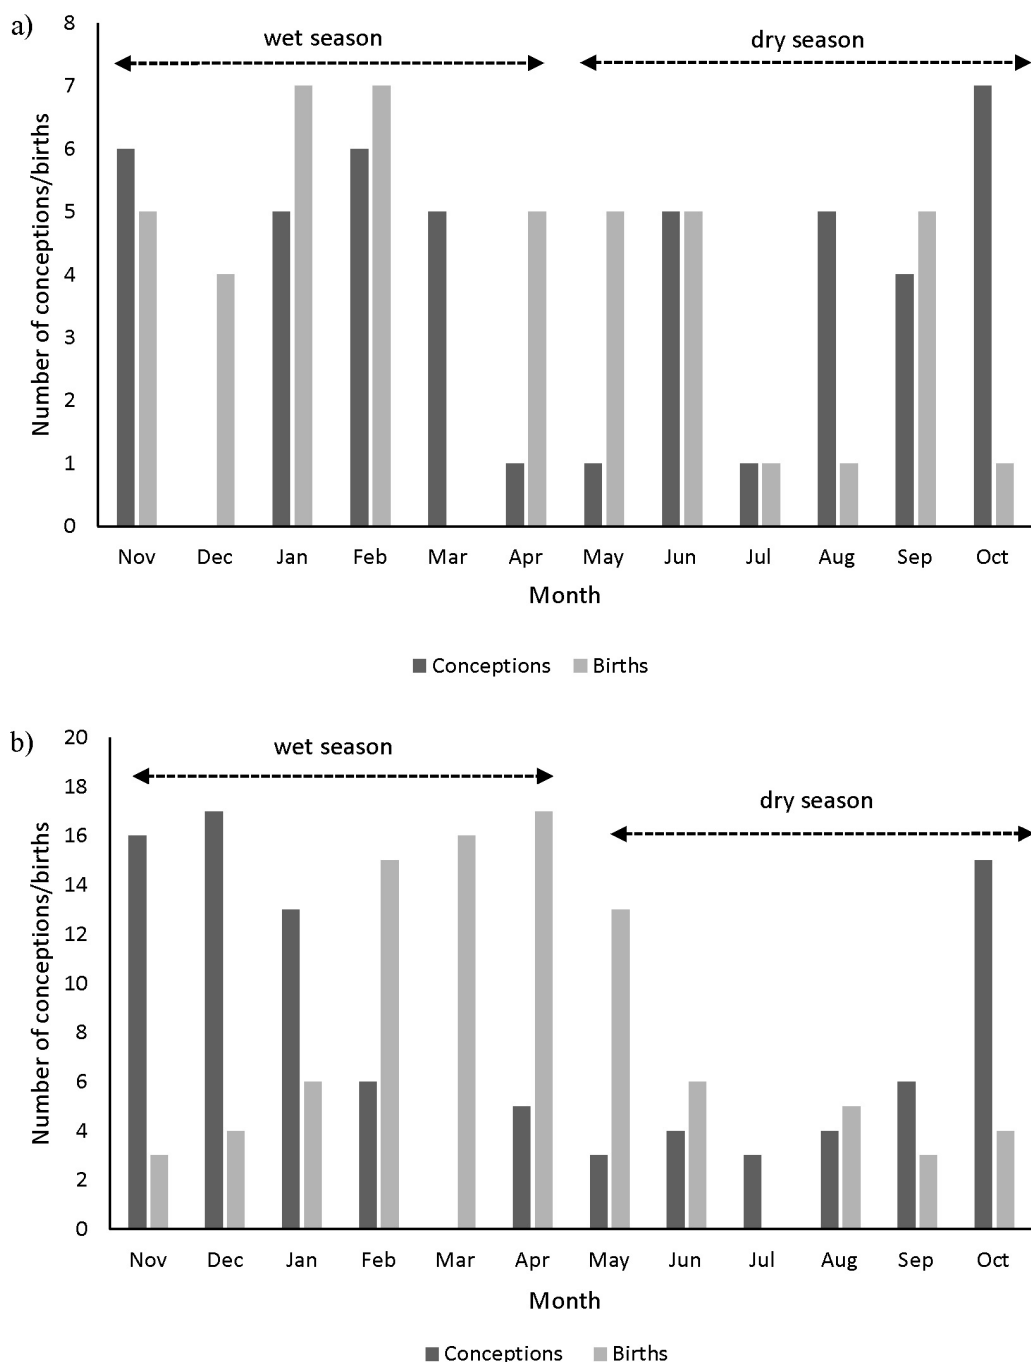 a)
8
wet season
dry season
7
6
5
4
3
2
1
0
Number of conceptions/births
Nov Dec Jan Feb Mar Apr May Jun Jul Aug Sep Oct
Month
Conceptions Births
b)
20
wet season
18
dry season
16
14
12
10
8
6
4
2
0
Number of conceptions/births
Nov Dec Jan Feb Mar Apr May Jun Jul Aug Sep Oct
Month
Conceptions Births